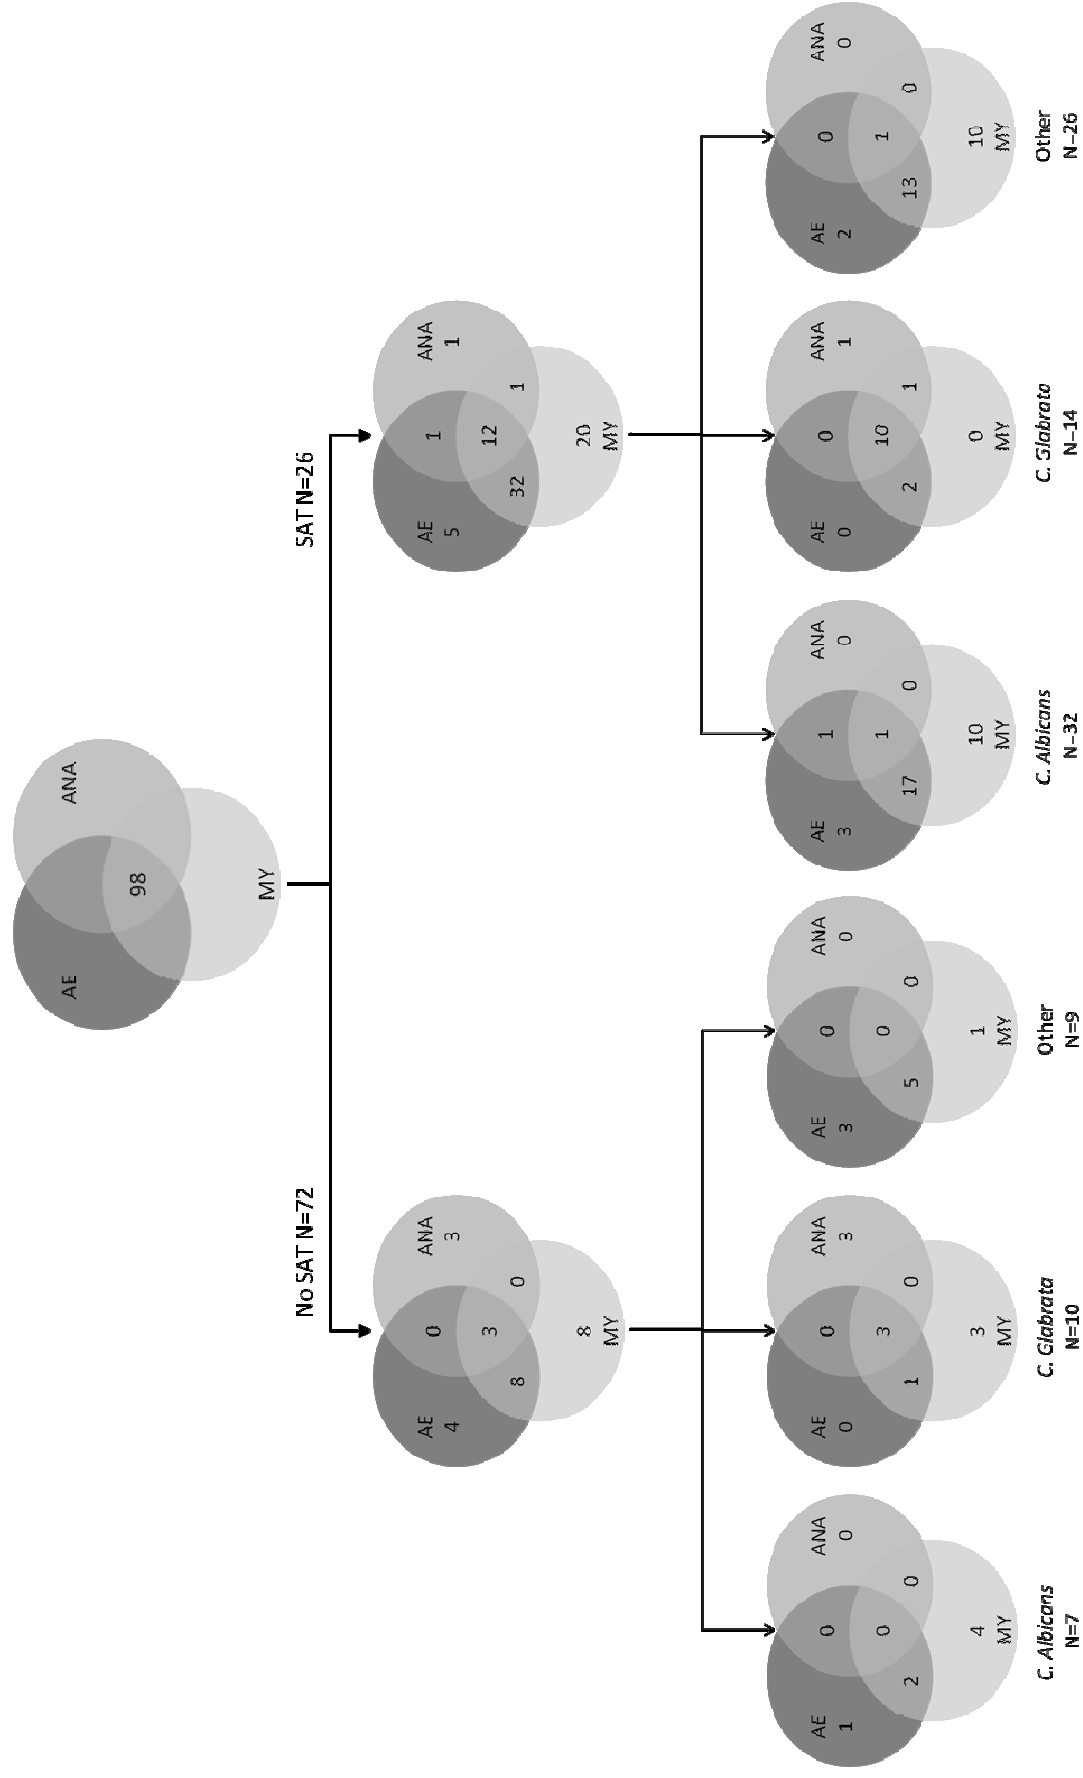 AE ANA
98
MY
No SAT N=72
SAT N=26
AE ANA
4 0 3
3
8 0
8
MY
AE ANA
5 1 1
12
32 1
20
MY
AE ANA
1 0 0
0
2 0
4
MY
C. Albicans
N=7
AE ANA
0 0 3
3
1 0
3
MY
C. Glabrata
N=10
AE ANA
3 0 0
0
5 0
1
MY
Other
N=9
AE ANA
3 1 0
1
17 0
10
MY
C. Albicans
N–32
AE ANA
0 0 1
10
2 1
0
MY
C. Glabrata
N–14
AE ANA
2 0 0
1
13 0
10
MY
Other
N–26